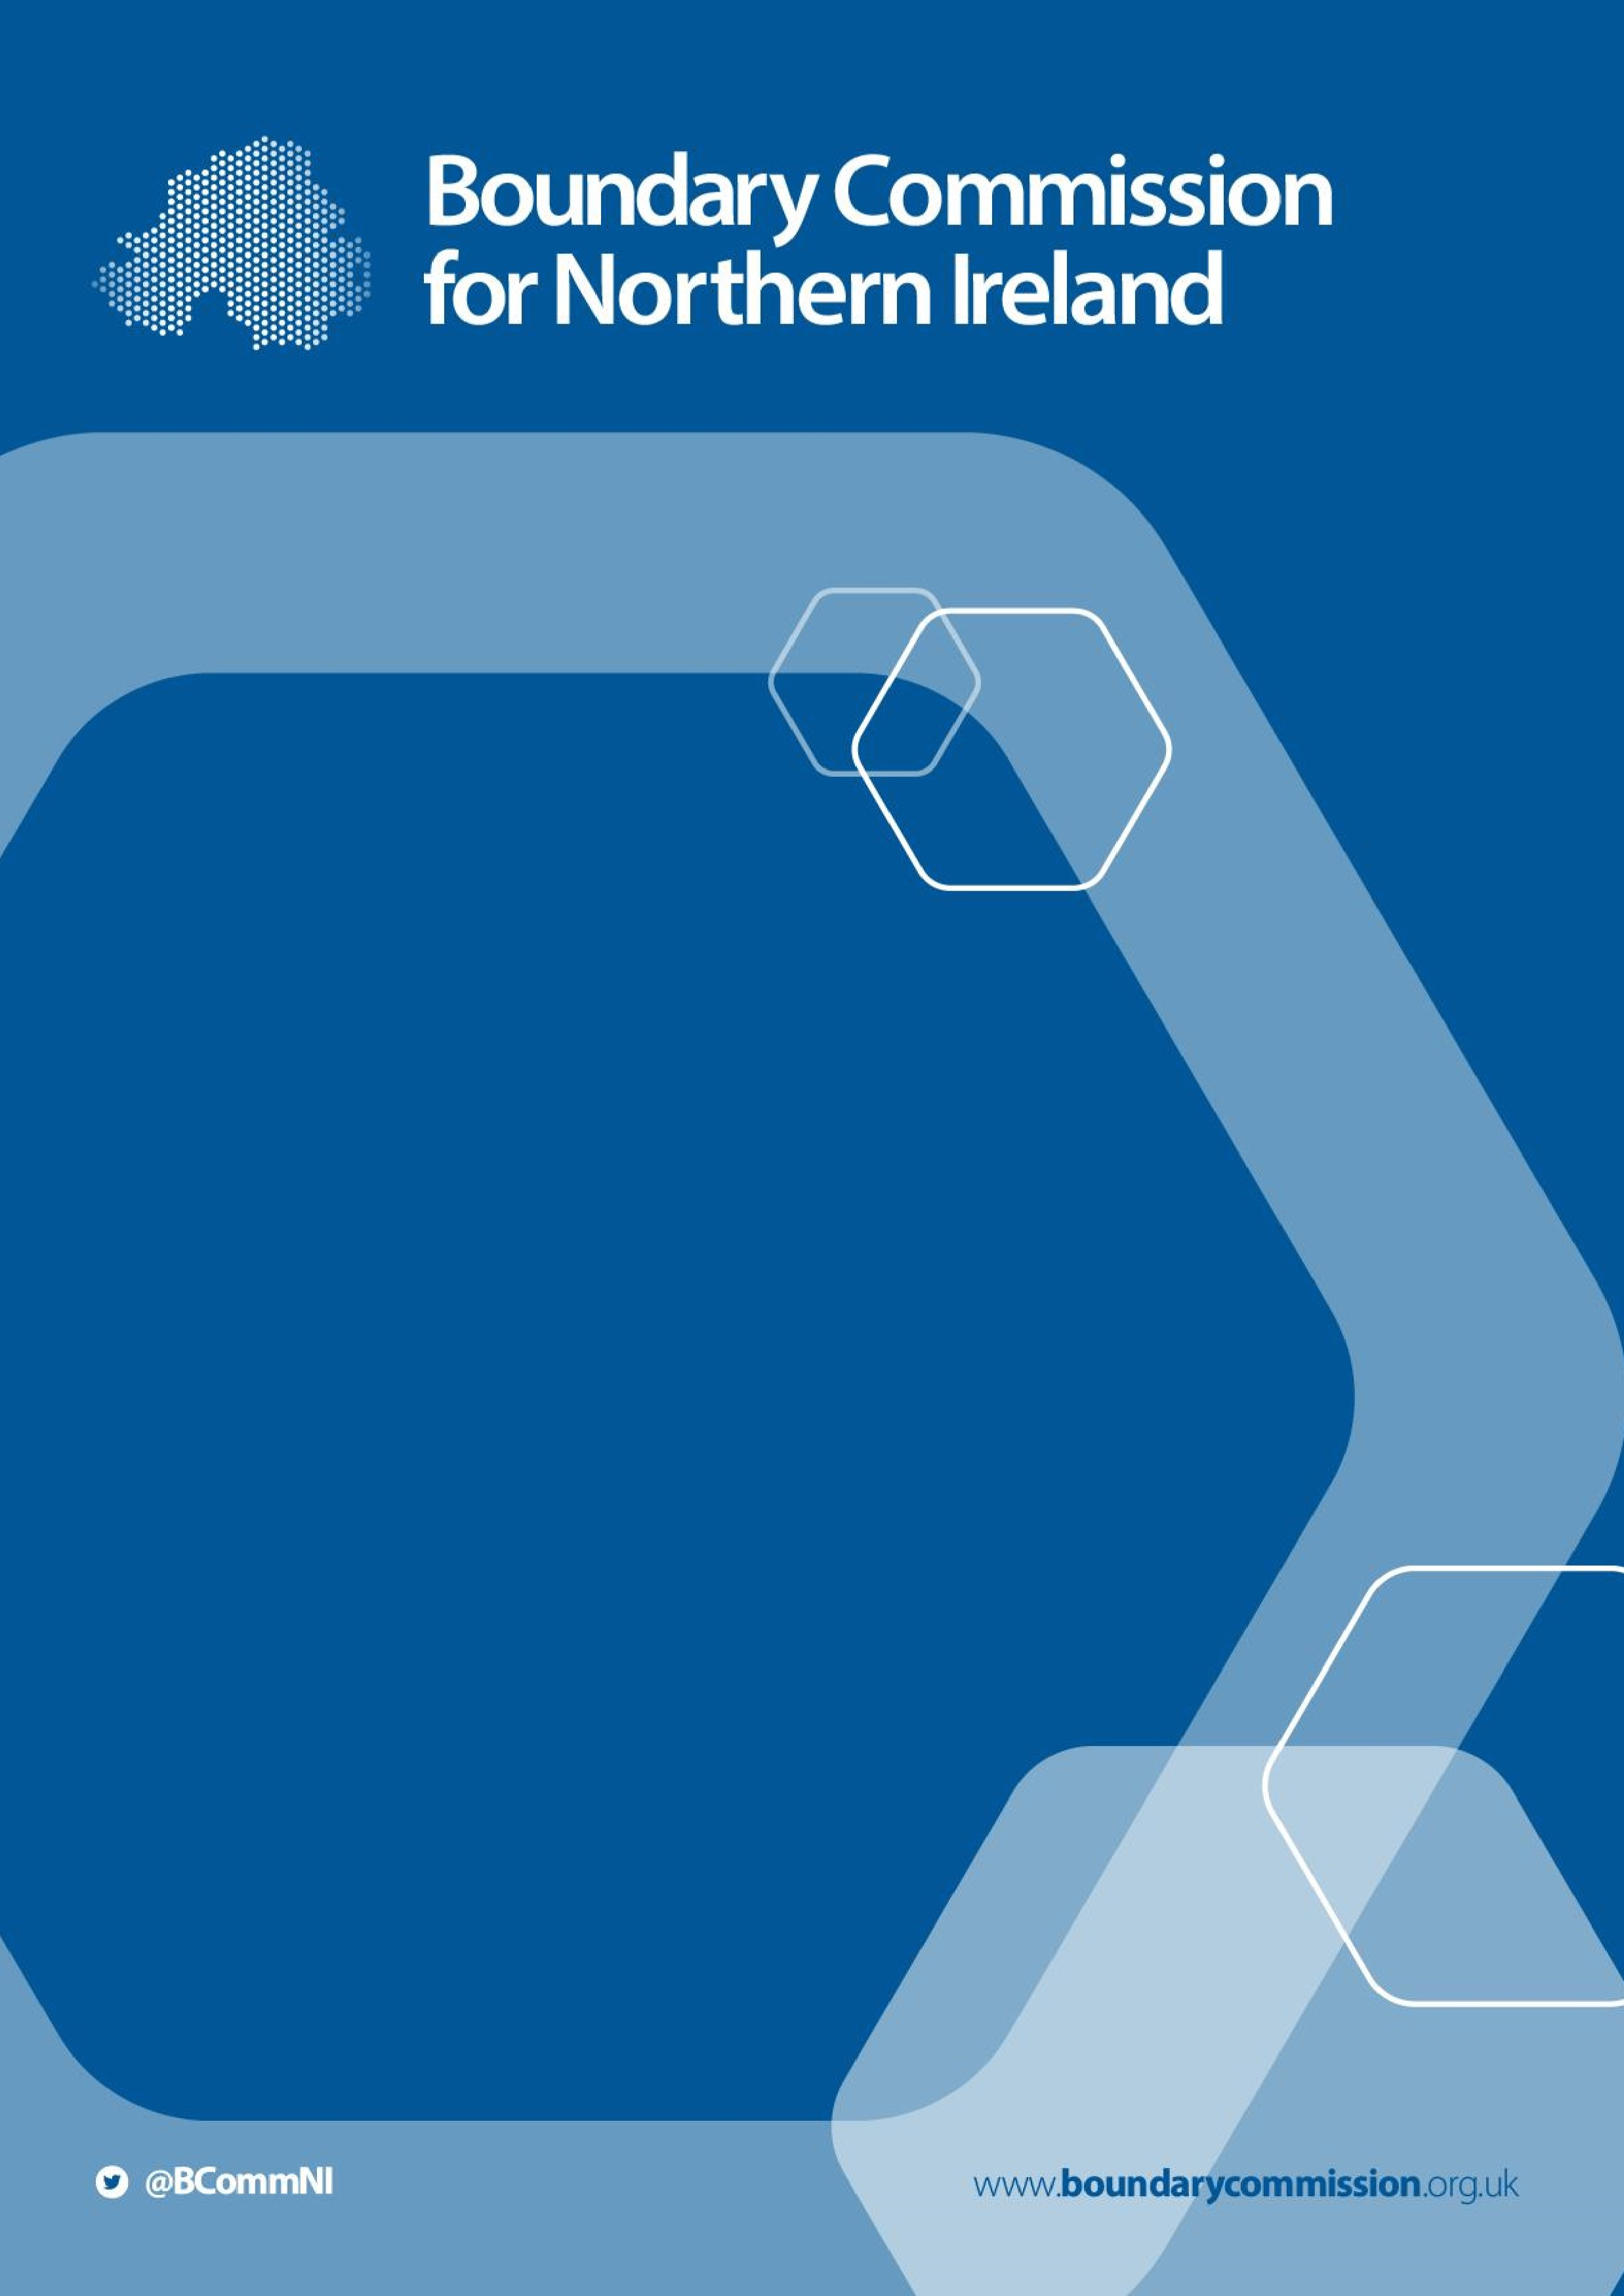 Boundary Commission
for Northern Ireland
@BCommNI
www.boundarycommission.org.uk